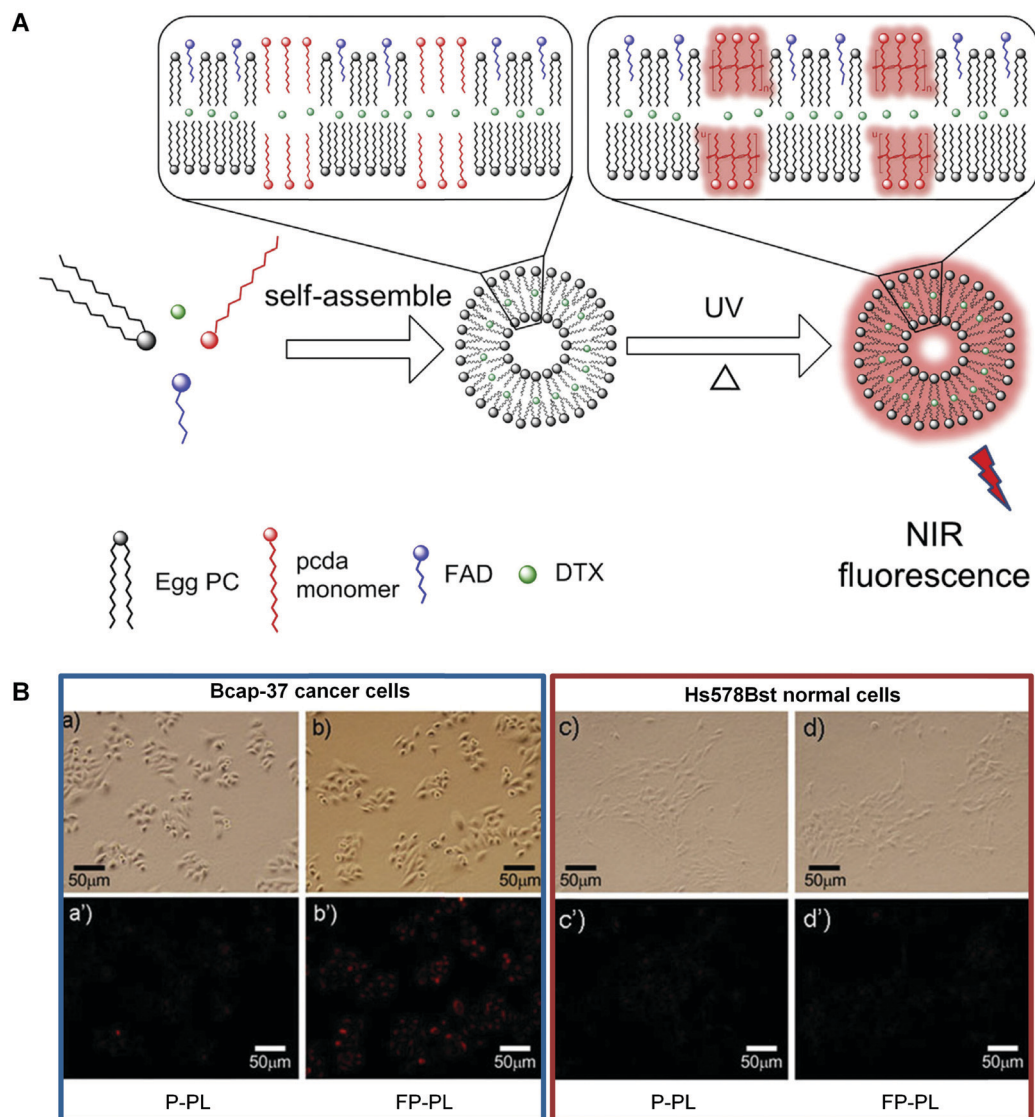 A
n
n
u
u
self-assemble
UV
△
NIR
fluorescence
Egg PC
pcda
monomer
FAD
DTX
B
Bcap-37 cancer cells
Hs578Bst normal cells
a)
b)
c)
d)
50μm
50μm
50μm
50μm
a')
b')
c')
d')
50μm
50μm
50μm
50μm
P-PL
FP-PL
P-PL
FP-PL